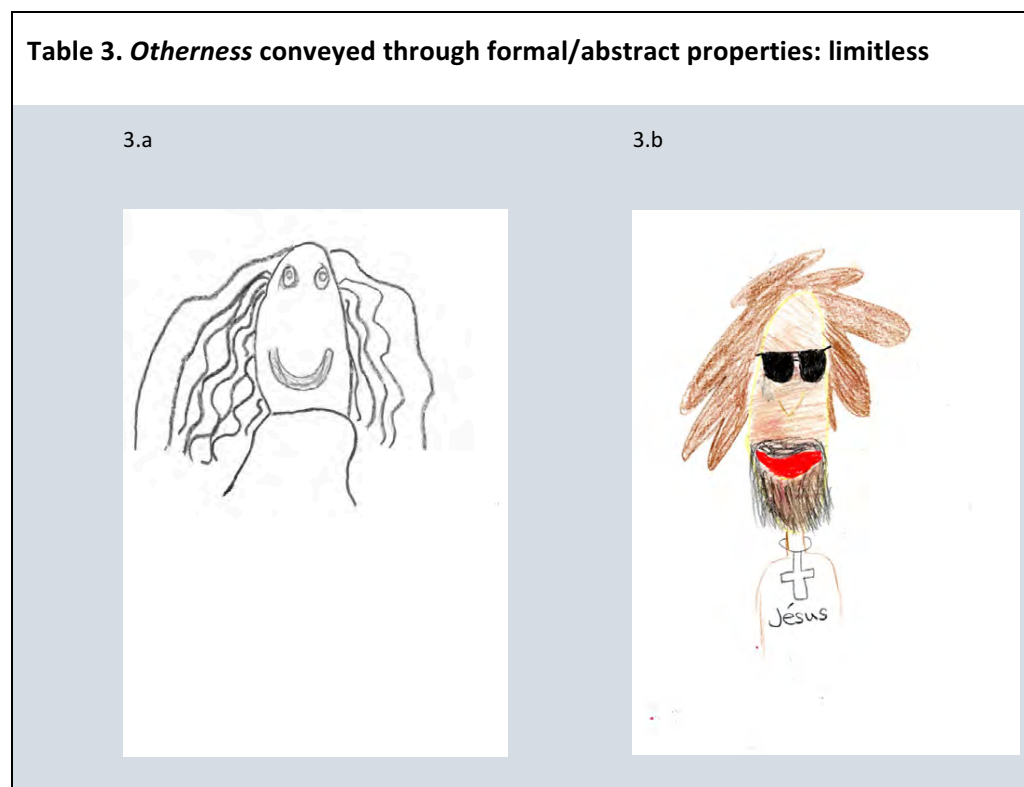 Table 3. Otherness conveyed through formal/abstract properties: limitless
3.a
3.b
Jésus